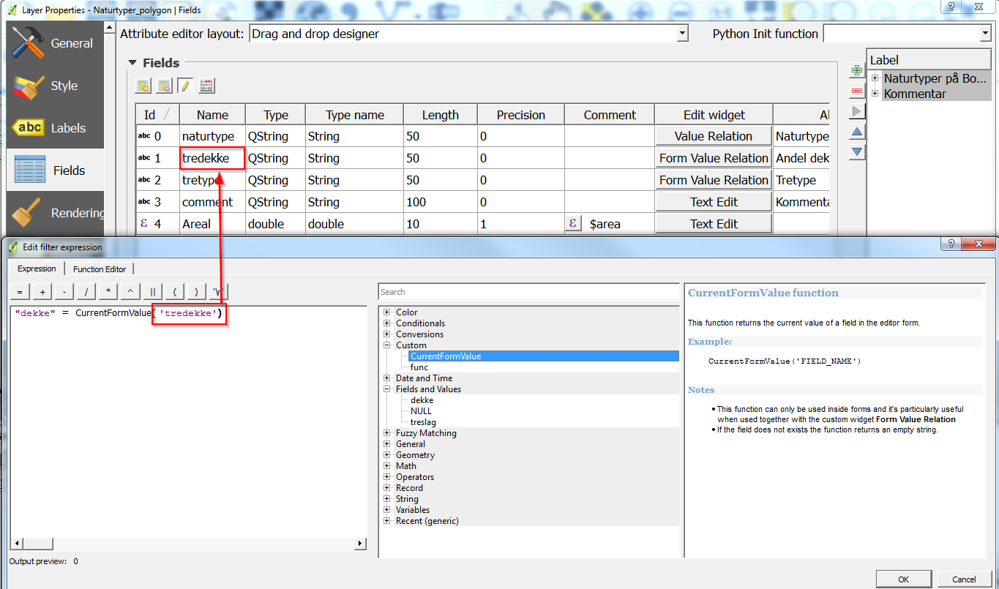 Layer Properties - Naturtyper_polygon | Fields
General
Style
abc Labels
Fields
Rendering
Attribute editor layout: Drag and drop designer Python Init function
Fields
Id Name Type Type name Length Precision Comment Edit widget Al
abc 0 naturtype QString String 50 0 Value Relation Naturtype
abc 1 tredekke QString String 50 0 Form Value Relation Andel dek
abc 2 tretype QString String 50 0 Form Value Relation Tretype
abc 3 comment QString String 100 0 Text Edit Kommenta
ε 4 Areal double double 10 1 ε $area Text Edit
Label
Naturtyper på Bo...
Kommentar
Edit filter expression
Expression Function Editor
= + - / * ^ || ( ) '\n'
"dekke" = CurrentFormValue('tredekke')
Output preview: 0
Search
Color
Conditionals
Conversions
Custom
CurrentFormValue
func
Date and Time
Fields and Values
dekke
NULL
treslag
Fuzzy Matching
General
Geometry
Math
Operators
Record
String
Variables
Recent (generic)
CurrentFormValue function
This function returns the current value of a field in the editor form.
Example:
CurrentFormValue('FIELD_NAME')
Notes
• This function can only be used inside forms and it's particularly useful
when used together with the custom widget Form Value Relation
• If the field does not exists the function returns an empty string.
OK Cancel